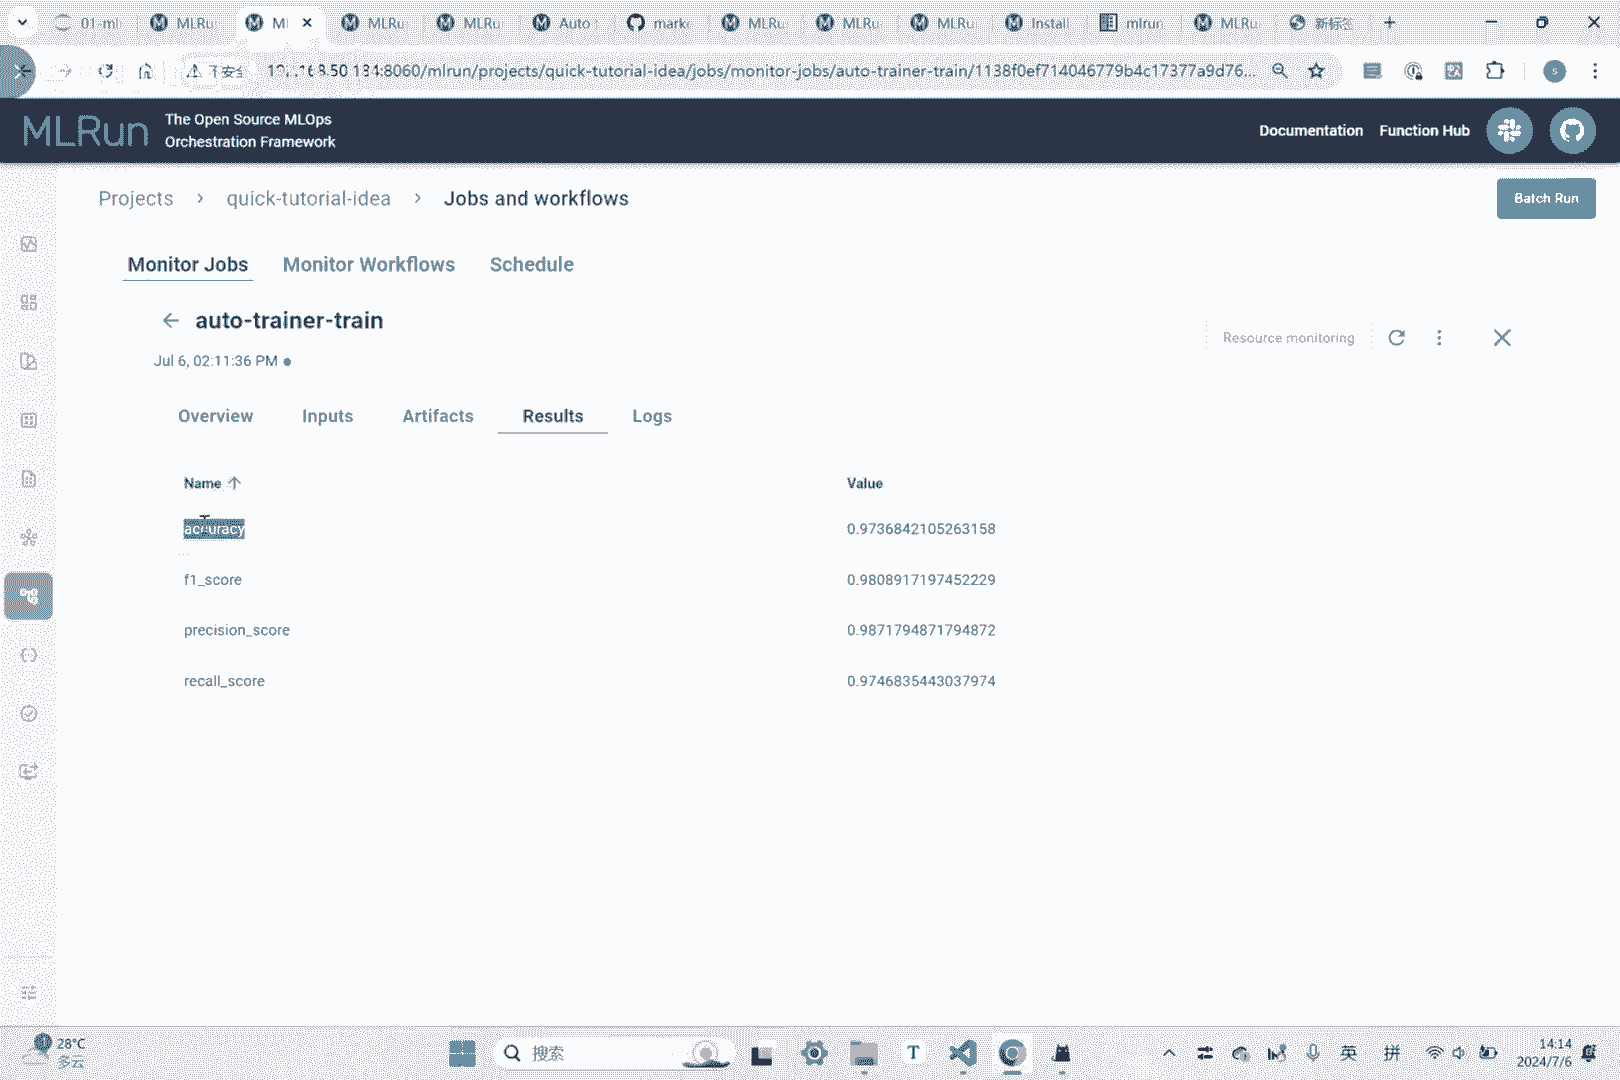 01-ml
MLRu
ML
MLRu
MLRu
Auto t
marke
MLRu
MLRu
MLRu
Install
mlrun
MLRu
新标签
不安全
:8060/mlrun/projects/quick-tutorial-idea/jobs/monitor-jobs/auto-trainer-train/1138f0ef714046779b4c17377a9d76...
s
MLRun
The Open Source MLOps
Orchestration Framework
Documentation
Function Hub
Projects > quick-tutorial-idea > Jobs and workflows
Batch Run
Monitor Jobs
Monitor Workflows
Schedule
auto-trainer-train
Resource monitoring
Jul 6, 02:11:36 PM
Overview
Inputs
Artifacts
Results
Logs
Name
Value
accuracy
0.9736842105263158
...
f1_score
0.9808917197452229
precision_score
0.9871794871794872
recall_score
0.9746835443037974
28°C
多云
搜索
T
英
拼
14:14
2024/7/6